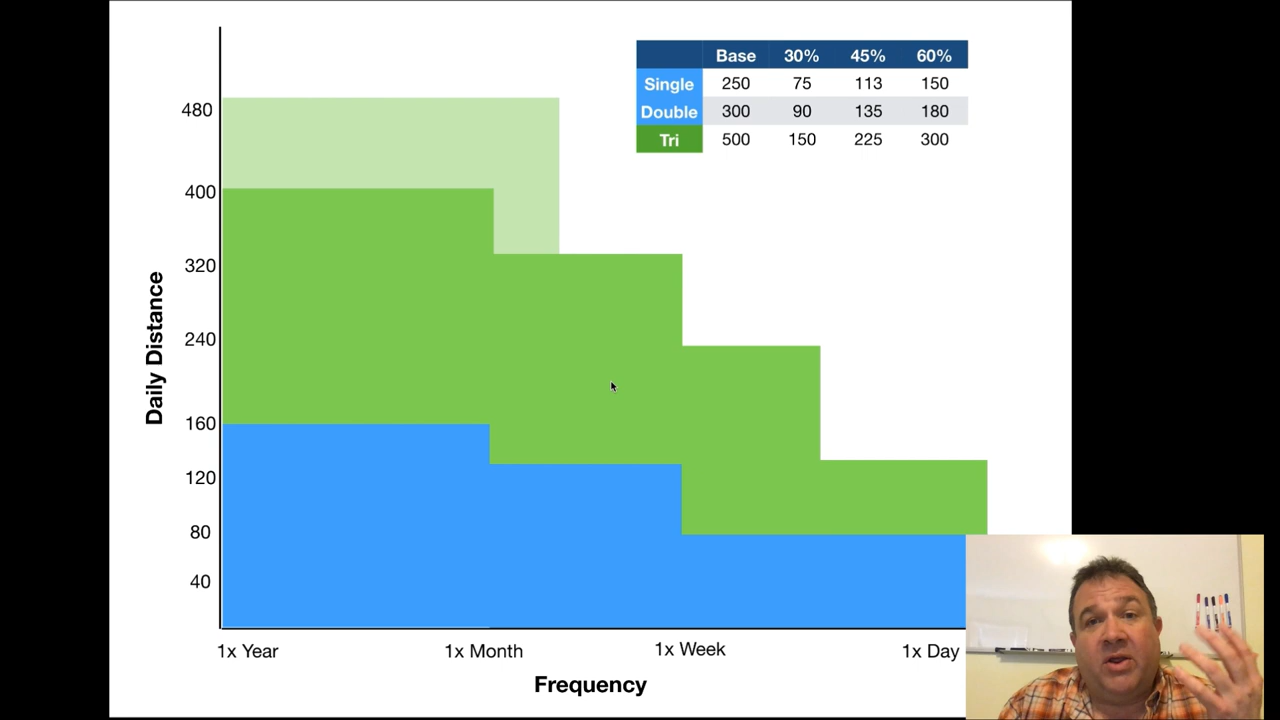 Base 30% 45% 60%
Single 250 75 113 150
Double 300 90 135 180
Tri 500 150 225 300
480
400
320
240
160
120
80
40
Daily Distance
1x Year 1x Month 1x Week 1x Day
Frequency